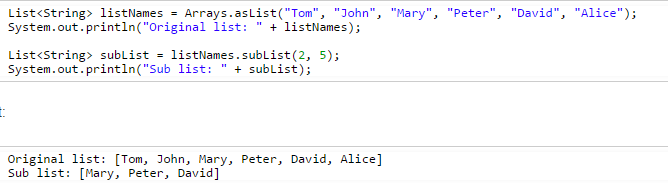 List<String> listNames = Arrays.asList("Tom", "John", "Mary", "Peter", "David", "Alice");
System.out.println("Original list: " + listNames);
List<String> subList = listNames.subList(2, 5);
System.out.println("Sub list: " + subList);
t:
Original list: [Tom, John, Mary, Peter, David, Alice]
Sub list: [Mary, Peter, David]